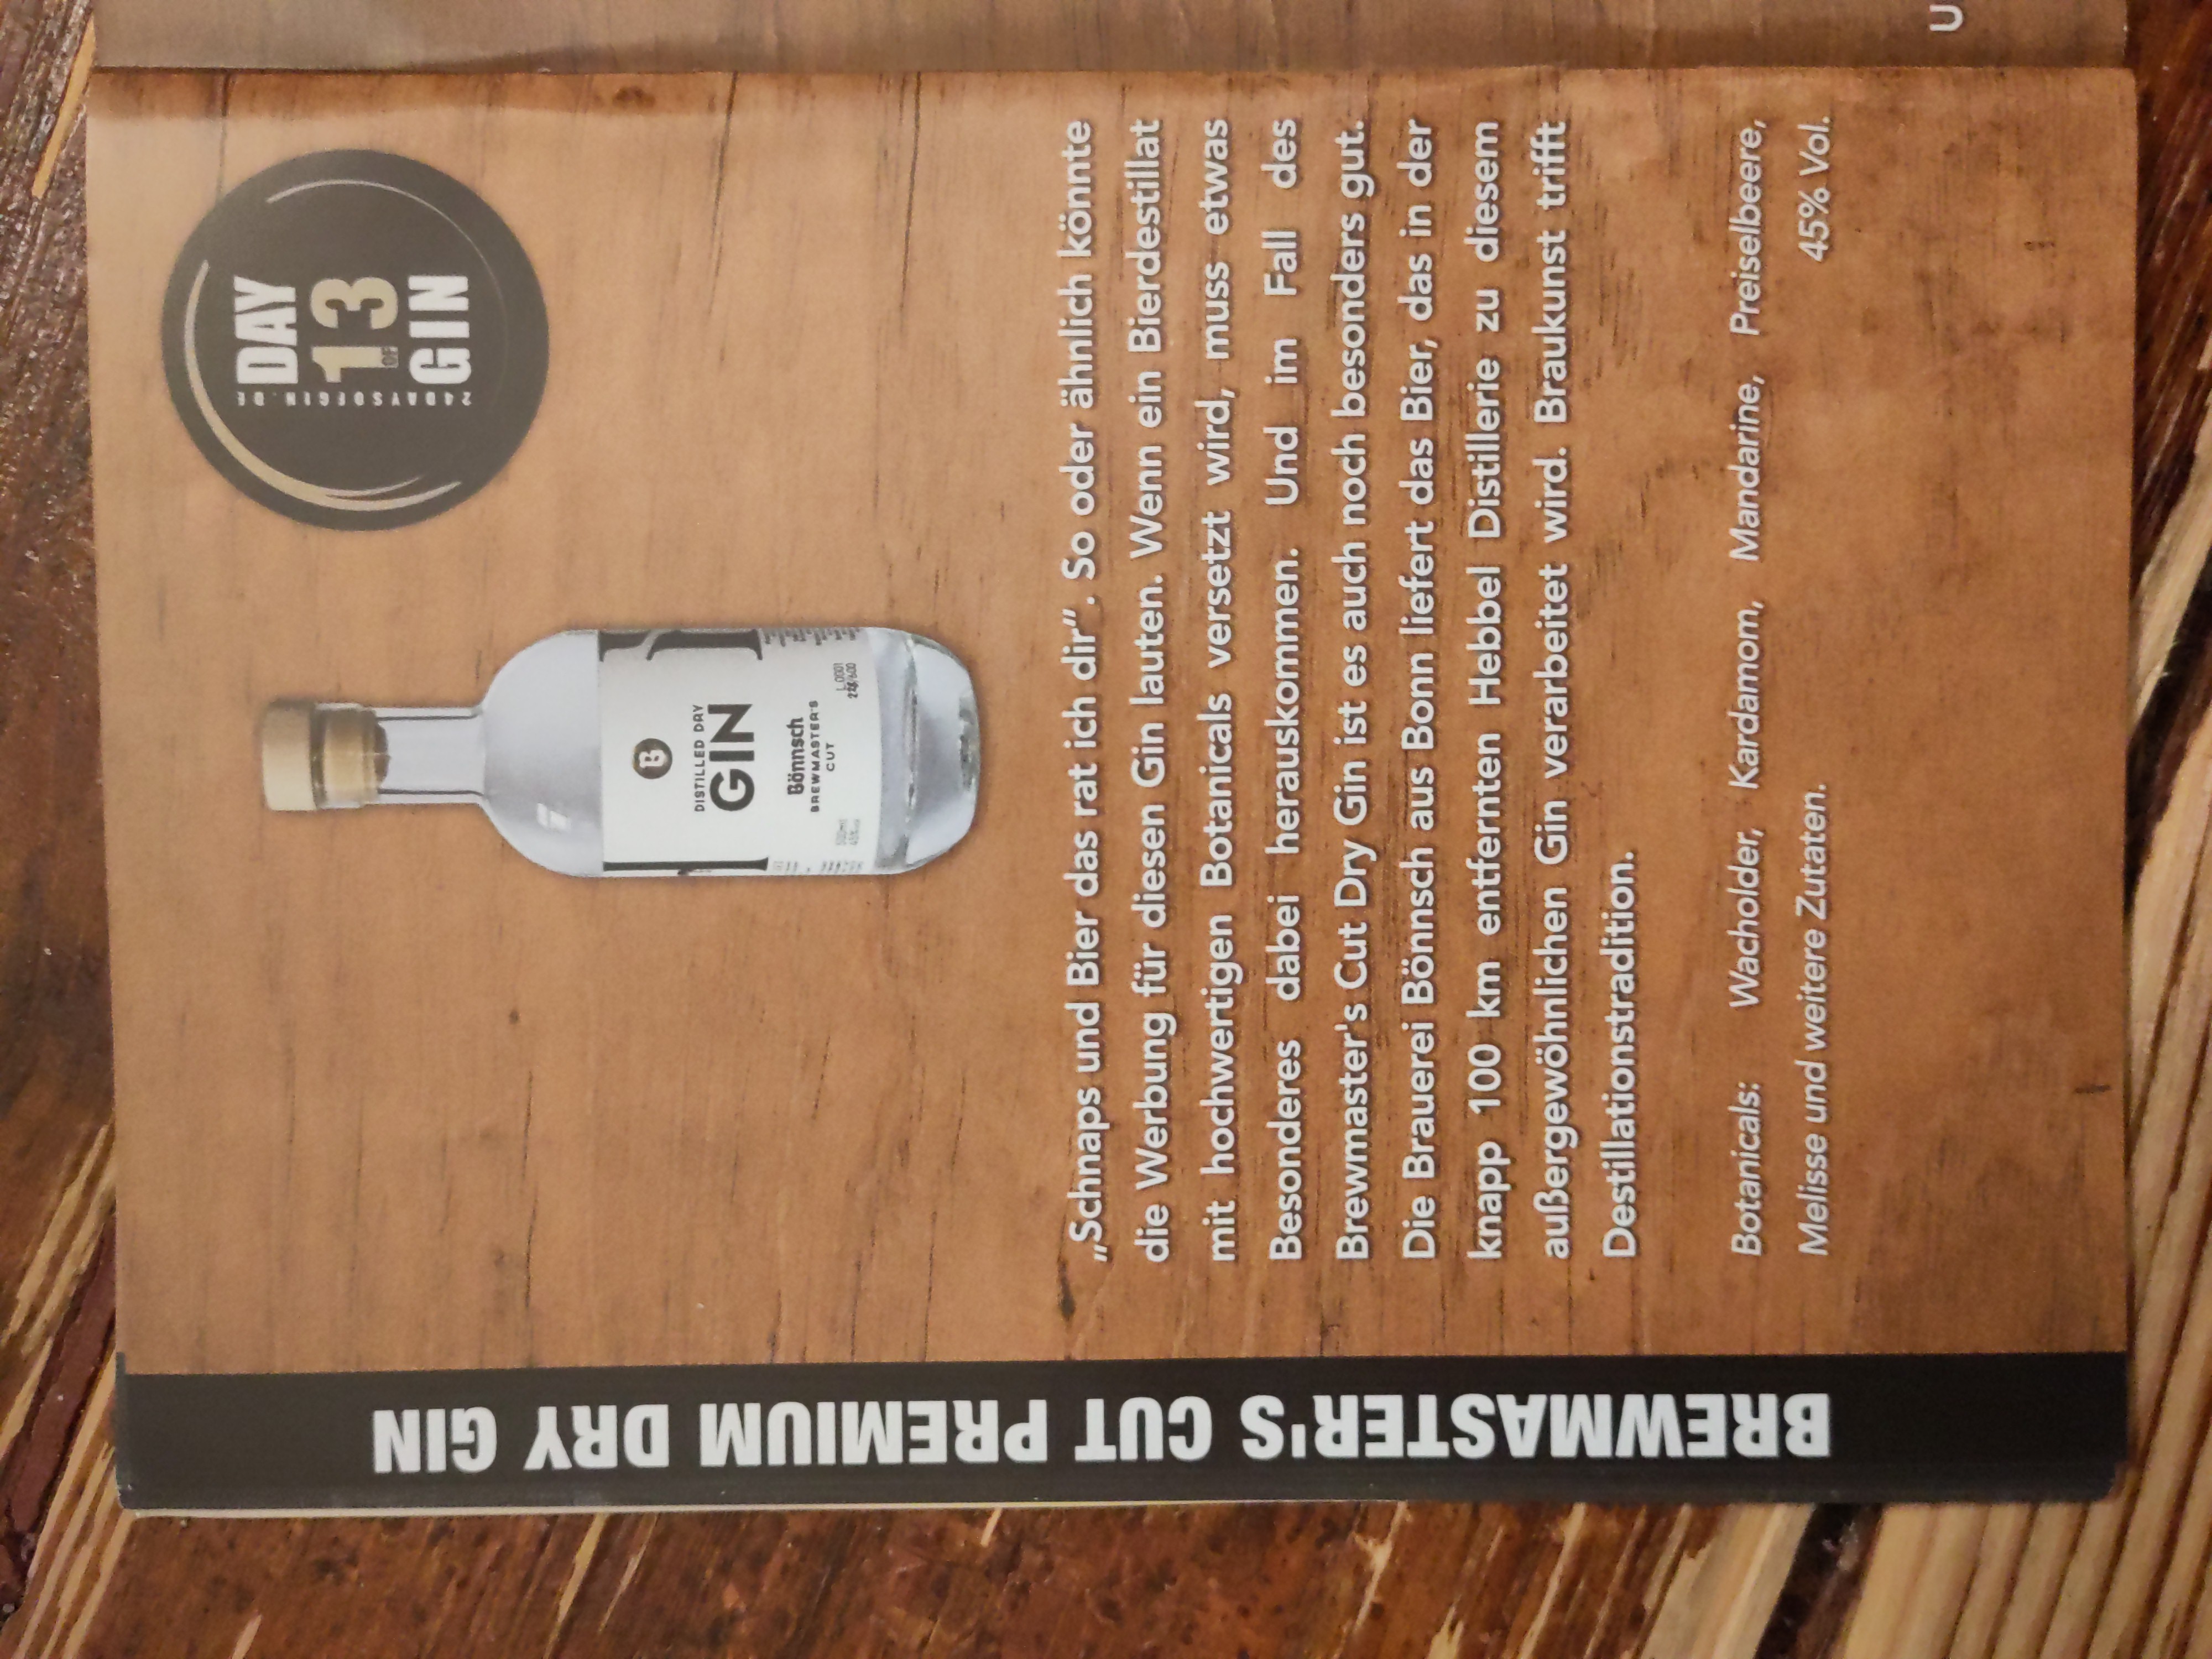 BREWMASTER'S CUT PREMIUM DRY GIN
24DAYSOFGIN.DE
DAY
13
OF
GIN
B
DISTILLED DRY
GIN
Bönnsch
BREWMASTER'S
CUT
500ml
45%
L.0001
„Schnaps und Bier das rat ich dir". So oder ähnlich könnte
die Werbung für diesen Gin lauten. Wenn ein Bierdestillat
mit hochwertigen Botanicals versetzt wird, muss etwas
Besonderes dabei herauskommen. Und im Fall des
Brewmaster's Cut Dry Gin ist es auch noch besonders gut.
Die Brauerei Bönnsch aus Bonn liefert das Bier, das in der
knapp 100 km entfernten Hebbel Distillerie zu diesem
außergewöhnlichen Gin verarbeitet wird. Braukunst trifft
Destillationstradition.
Botanicals: Wacholder, Kardamom, Mandarine, Preiselbeere,
Melisse und weitere Zutaten. 45% Vol.
U